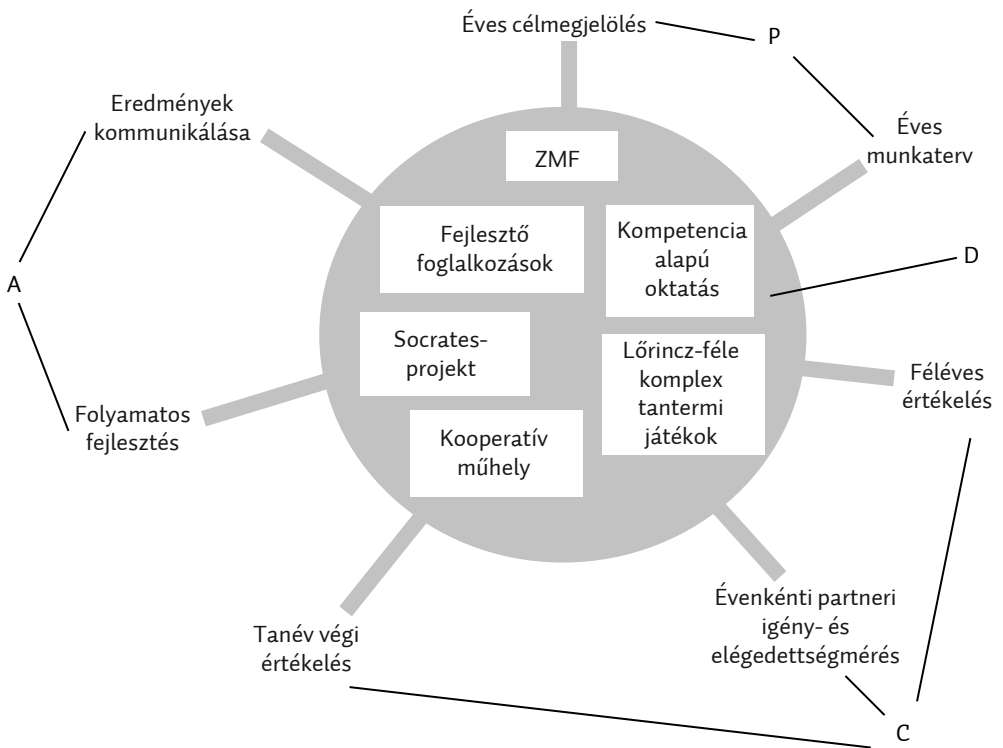 Éves célmegjelölés
P
Eredmények
kommunikálása
Éves
munkaterv
ZMF
Fejlesztő
foglalkozások
Kompetencia
alapú
oktatás
D
A
Socrates-
projekt
Lőrincz-féle
komplex
tantermi
játékok
Féléves
értékelés
Folyamatos
fejlesztés
Kooperatív
műhely
Tanév végi
értékelés
Évenkénti partneri
igény- és
elégedettségmérés
C